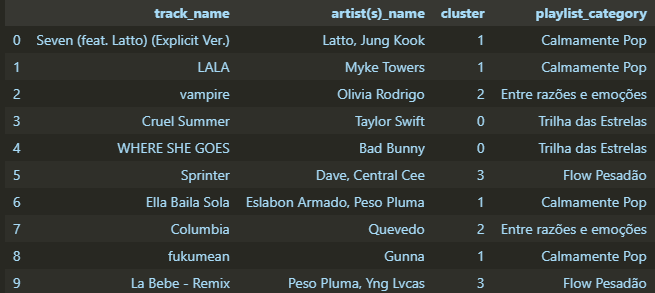 track_name artist(s)_name cluster playlist_category
0 Seven (feat. Latto) (Explicit Ver.) Latto, Jung Kook 1 Calmamente Pop
1 LALA Myke Towers 1 Calmamente Pop
2 vampire Olivia Rodrigo 2 Entre razões e emoções
3 Cruel Summer Taylor Swift 0 Trilha das Estrelas
4 WHERE SHE GOES Bad Bunny 0 Trilha das Estrelas
5 Sprinter Dave, Central Cee 3 Flow Pesadão
6 Ella Baila Sola Eslabon Armado, Peso Pluma 1 Calmamente Pop
7 Columbia Quevedo 2 Entre razões e emoções
8 fukumean Gunna 1 Calmamente Pop
9 La Bebe - Remix Peso Pluma, Yng Lvcas 3 Flow Pesadão